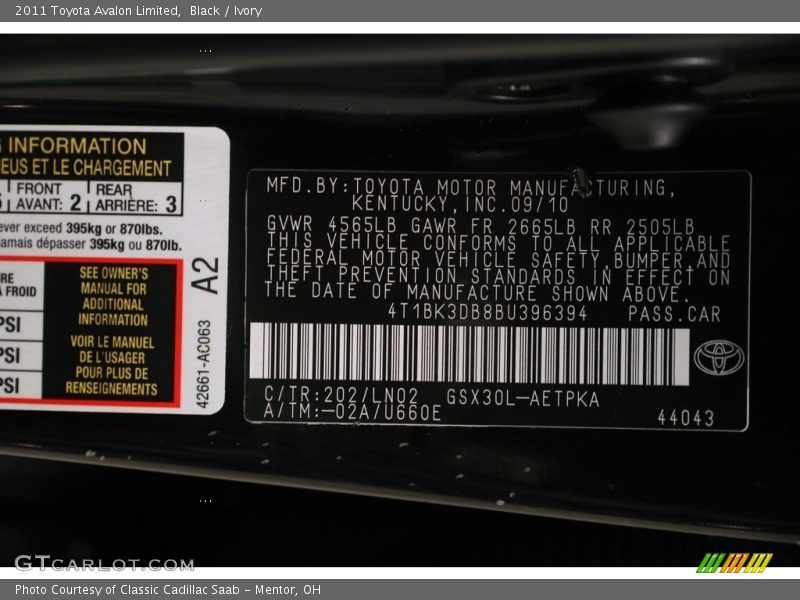 2011 Toyota Avalon Limited, Black / Ivory
INFORMATION
EUS ET LE CHARGEMENT
FRONT
AVANT: 2
REAR
ARRIÈRE: 3
ever exceed 395kg or 870lbs.
jamais dépasser 395kg ou 870lb.
FROID
PSI
PSI
PSI
SEE OWNER'S
MANUAL FOR
ADDITIONAL
INFORMATION
VOIR LE MANUEL
DE L'USAGER
POUR PLUS DE
RENSEIGNEMENTS
42661-AC063
A2
MFD.BY:TOYOTA MOTOR MANUFACTURING,
KENTUCKY,INC.09/10
GVWR 4565LB GAWR FR 2665LB RR 2505LB
THIS VEHICLE CONFORMS TO ALL APPLICABLE
FEDERAL MOTOR VEHICLE SAFETY,BUMPER AND
THEFT PREVENTION STANDARDS IN EFFECT ON
THE DATE OF MANUFACTURE SHOWN ABOVE.
4T1BK3DB8BU396394 PASS.CAR
C/TR:202/LN02 GSX30L-AETPKA
A/TM:-02A/U660E
44043
GTCARLOT.COM
Photo Courtesy of Classic Cadillac Saab - Mentor, OH